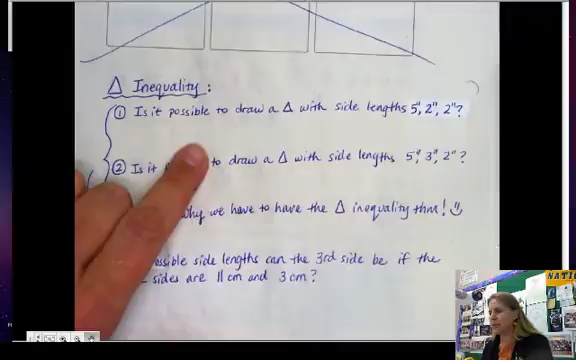 Δ Inequality:
① Is it possible to draw a Δ with side lengths 5", 2", 2"?
② Is it to draw a Δ with side lengths 5", 3", 2"?
why we have to have the Δ inequality thm!
possible side lengths can the 3rd side be if the
sides are 11 cm and 3 cm?